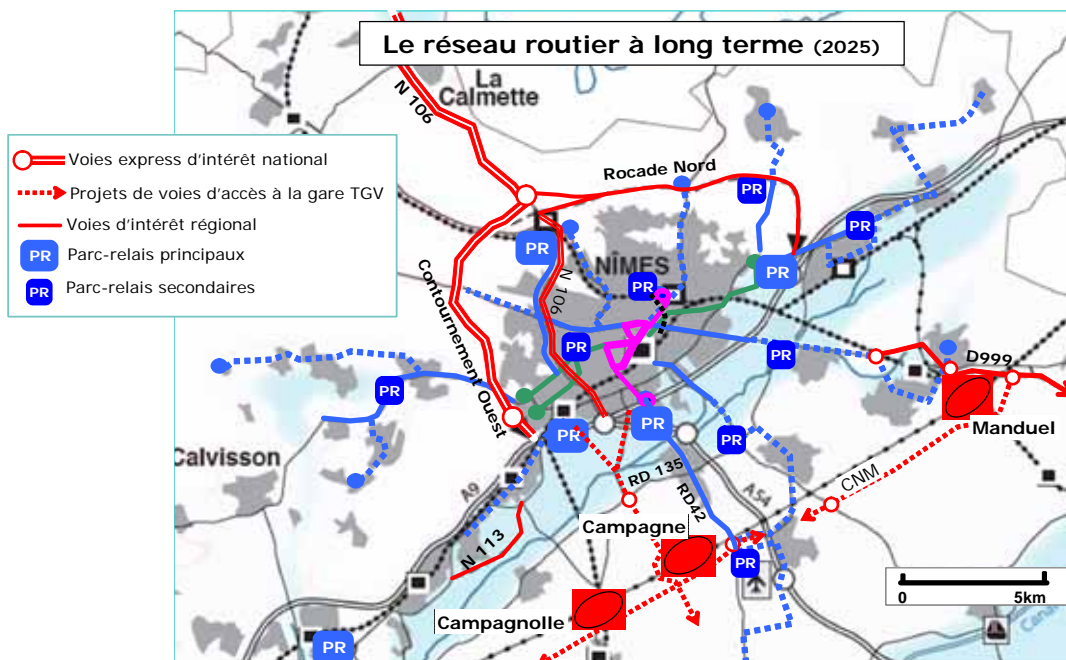 Le réseau routier à long terme (2025)
La
Calmette
N 106
Voies express d'intérêt national
Projets de voies d'accès à la gare TGV
Voies d'intérêt régional
PR Parc-relais principaux
PR Parc-relais secondaires
Rocade Nord
PR
PR
PR
NÎMES
PR
PR
N 106
Contournement Ouest
PR
PR
D999
PR
Manduel
Calvisson
PR
PR
PR
A9
RD 135
RD42
A54
CNM
N 113
Campagne
PR
Campagnolle
0 5km
PR